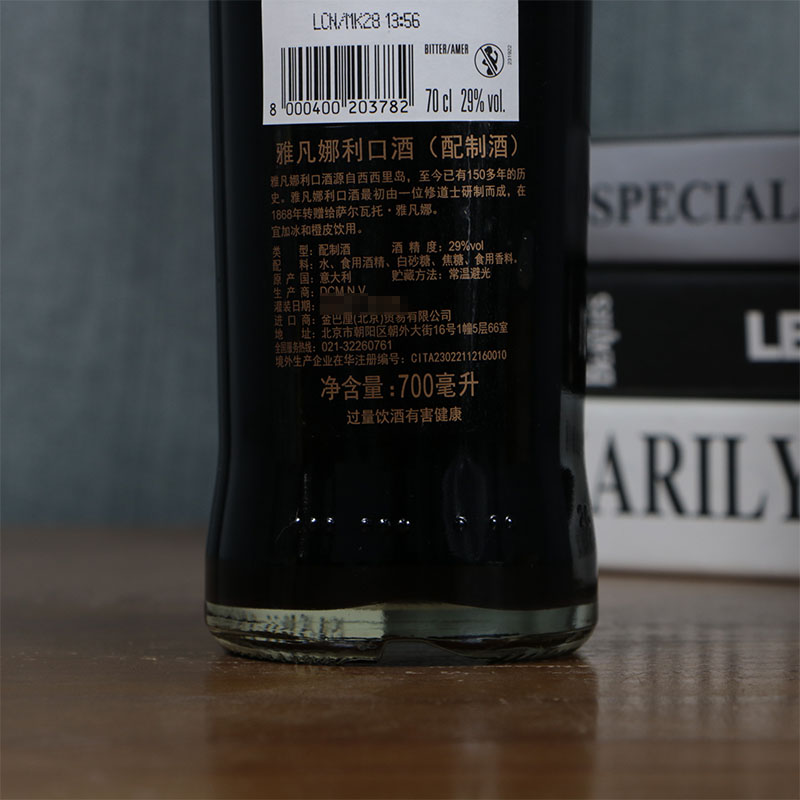 LCN/MK28 13:56
BITTER/AMER
231922
8 000400 203782
70 cl 29% vol.
雅凡娜利口酒（配制酒）
雅凡娜利口酒源自西西里岛，至今已有150多年的历
史。雅凡娜利口酒最初由一位修道士研制而成，在
1868年转赠给萨尔瓦托·雅凡娜。
宜加冰和橙皮饮用。
类 型：配制酒 酒 精 度：29%vol
配 料：水、食用酒精、白砂糖、焦糖、食用香料。
原 产 国：意大利 贮藏方法：常温避光
生 产 商：DCM N.V.
灌装日期：
进 口 商：金巴厘(北京)贸易有限公司
地 址：北京市朝阳区朝外大街16号1幢5层66室
全国服务热线：021-32260761
境外生产企业在华注册编号：CITA23022112160010
净含量：700毫升
过量饮酒有害健康
SPECIAL
LE
ARILY